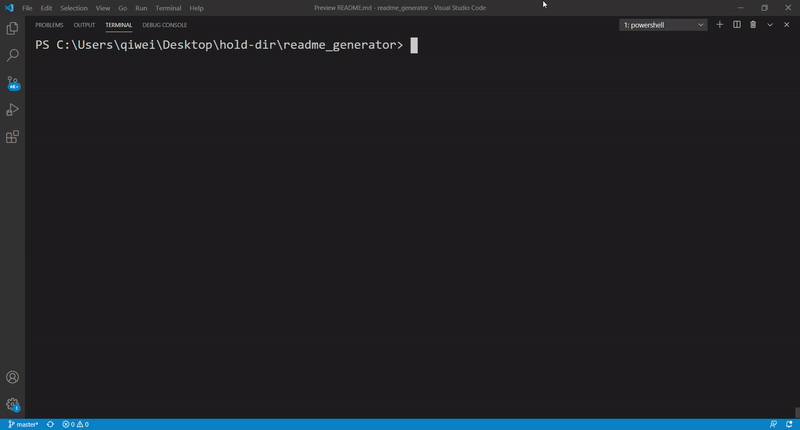 File Edit Selection View Go Run Terminal Help Preview README.md - readme_generator - Visual Studio Code
PROBLEMS OUTPUT TERMINAL DEBUG CONSOLE 1: powershell
PS C:\Users\qiwei\Desktop\hold-dir\readme_generator>
1
master* 0 0